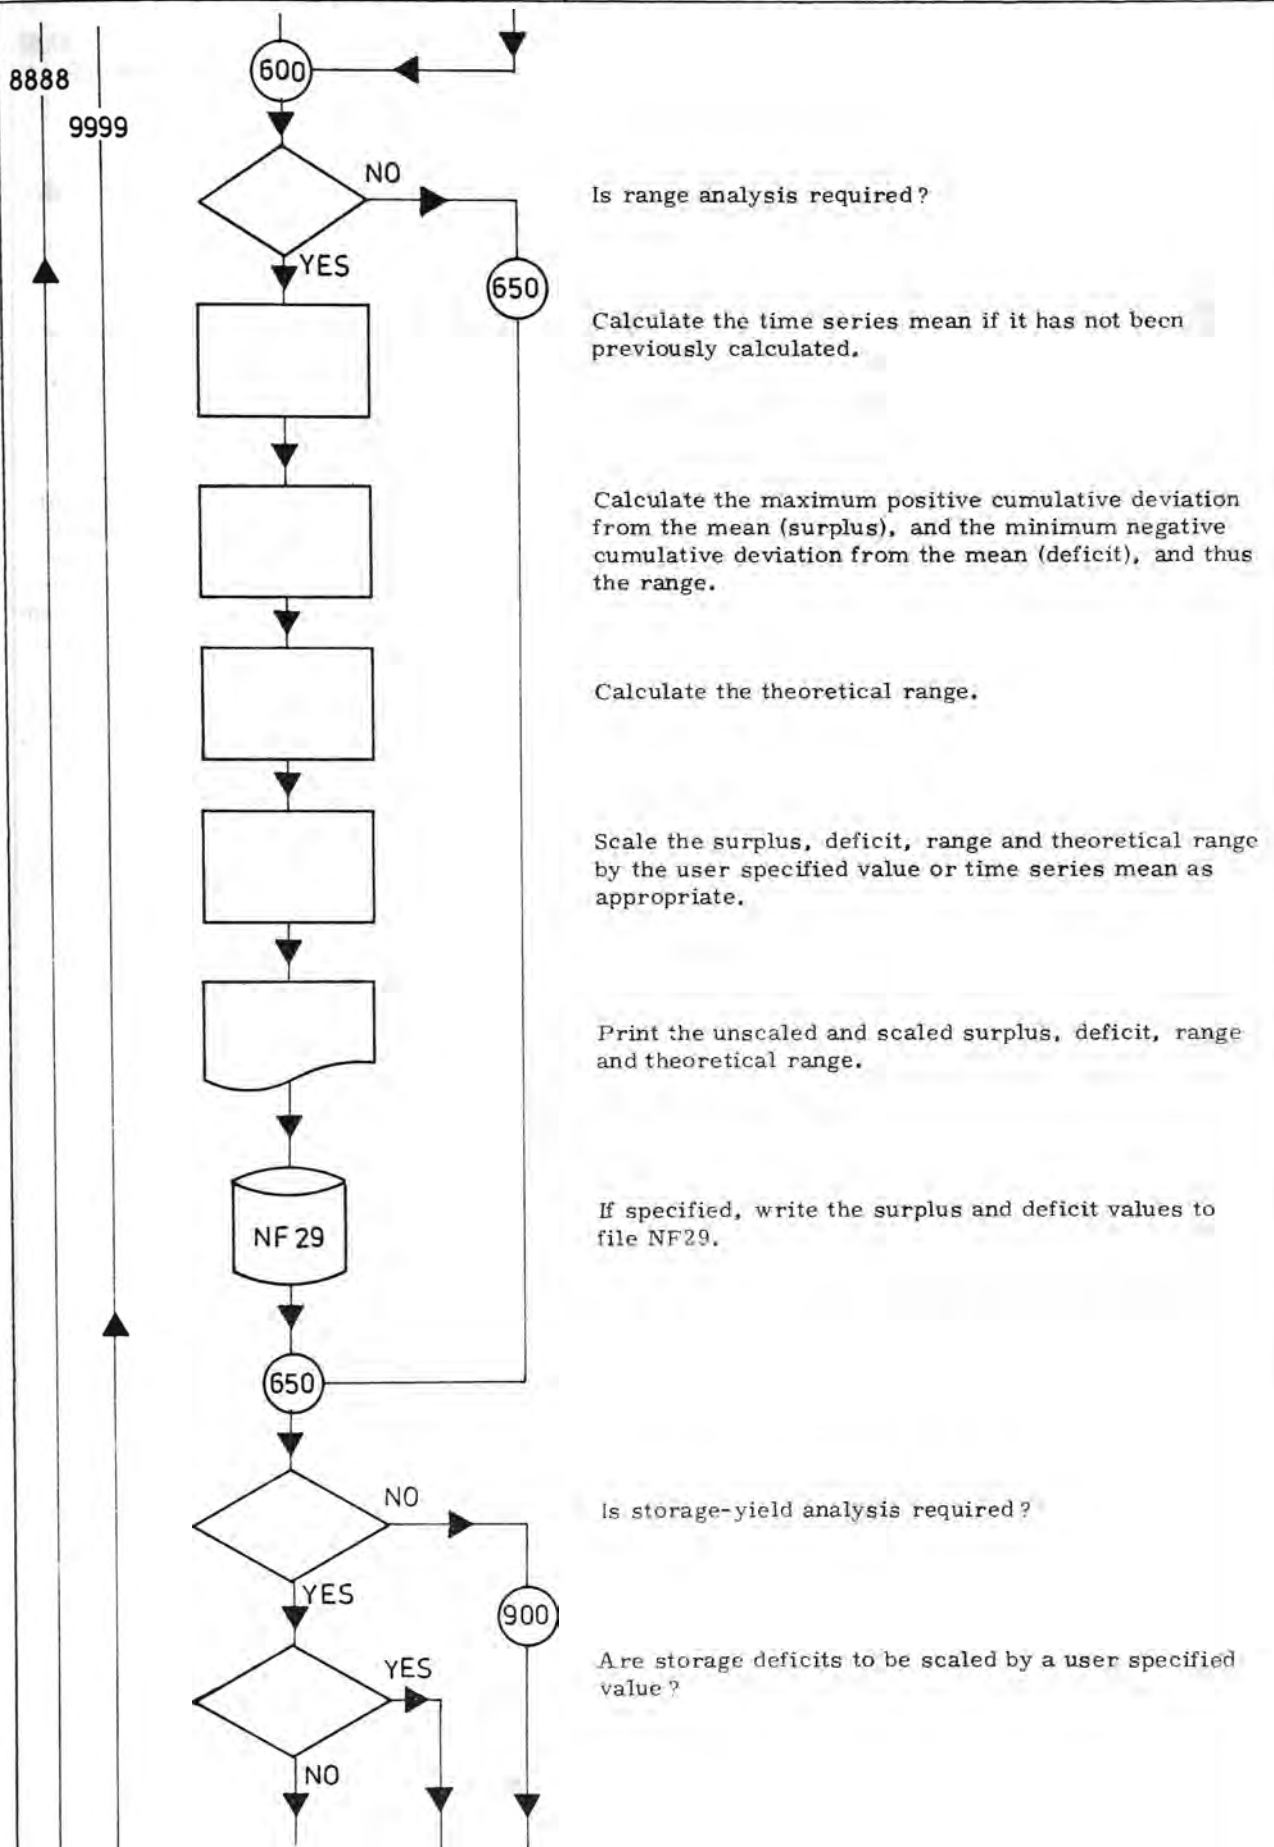 8888
9999
600
NO
Is range analysis required?
YES
650
Calculate the time series mean if it has not been
previously calculated.
Calculate the maximum positive cumulative deviation
from the mean (surplus), and the minimum negative
cumulative deviation from the mean (deficit), and thus
the range.
Calculate the theoretical range.
Scale the surplus, deficit, range and theoretical range
by the user specified value or time series mean as
appropriate.
Print the unscaled and scaled surplus, deficit, range
and theoretical range.
NF 29
If specified, write the surplus and deficit values to
file NF29.
650
NO
Is storage-yield analysis required?
YES
900
YES
Are storage deficits to be scaled by a user specified
value?
NO